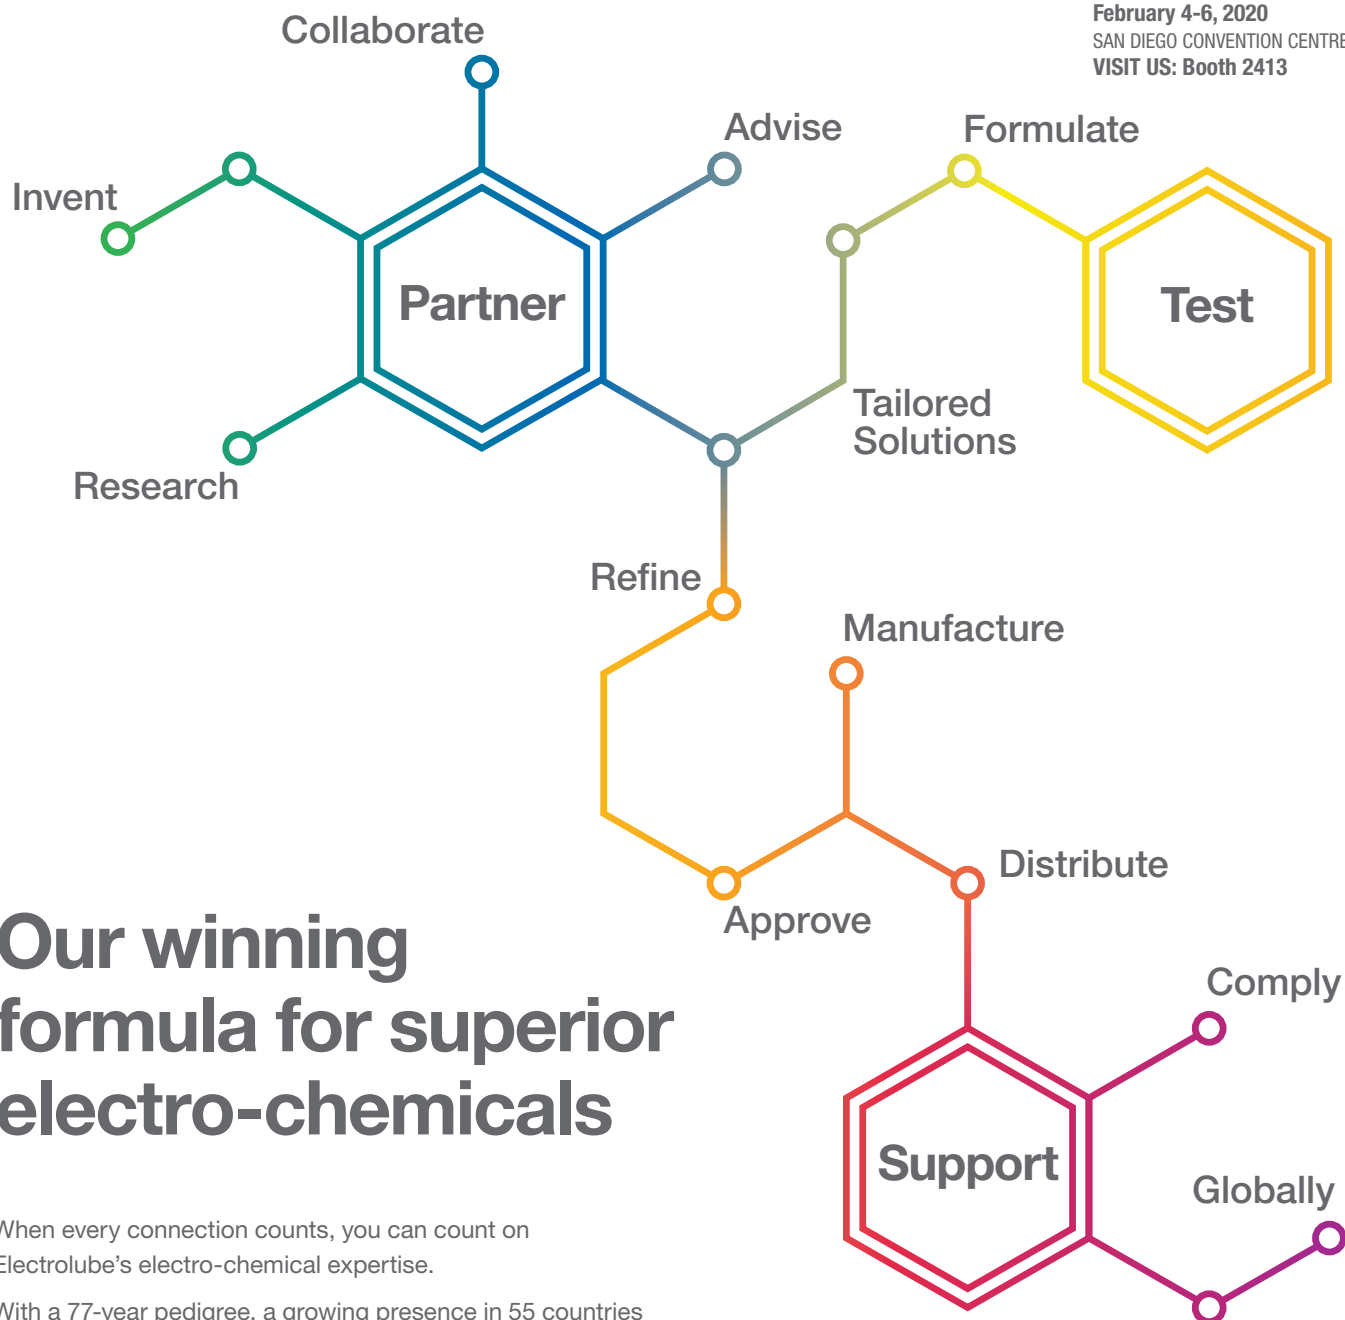 February 4-6, 2020
SAN DIEGO CONVENTION CENTRE
VISIT US: Booth 2413
Collaborate
Advise
Formulate
Invent
Partner
Test
Tailored
Solutions
Research
Refine
Manufacture
Distribute
Approve
Our winning
formula for superior
electro-chemicals
Comply
Support
Globally
When every connection counts, you can count on
Electrolube's electro-chemical expertise.
With a 77-year pedigree, a growing presence in 55 countries